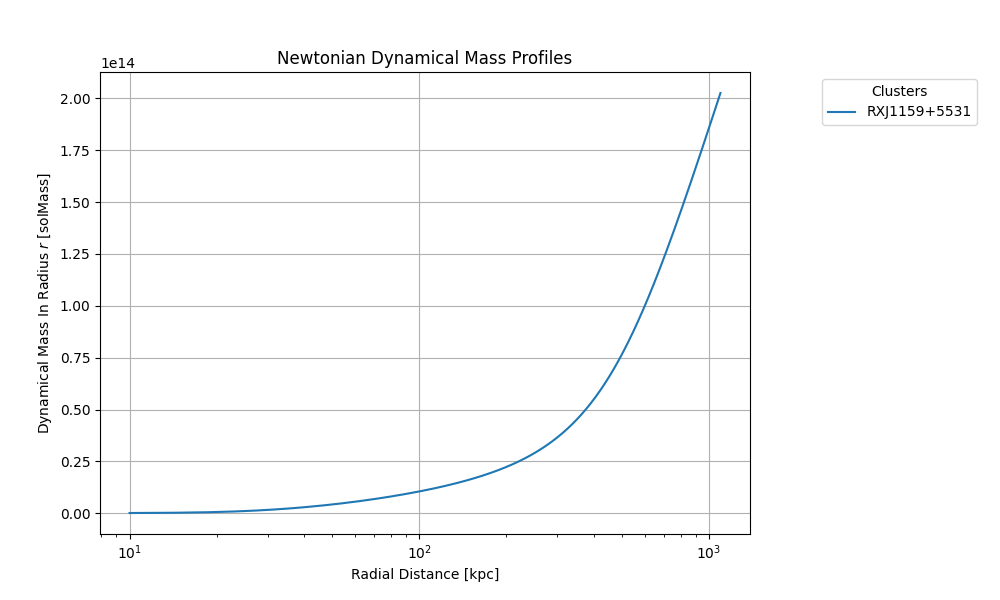 Newtonian Dynamical Mass Profiles
1e14
2.00
1.75
1.50
1.25
1.00
0.75
0.50
0.25
0.00
Dynamical Mass In Radius r [solMass]
10¹
10²
10³
Radial Distance [kpc]
Clusters
RXJ1159+5531